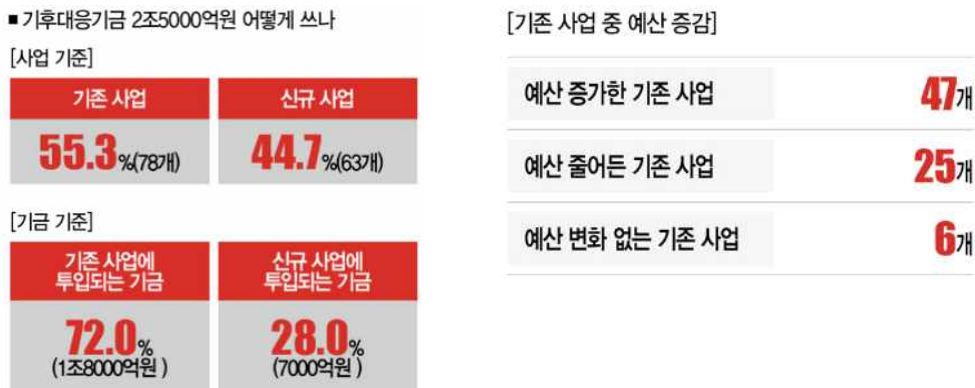 ■ 기후대응기금 2조5000억원 어떻게 쓰나
[사업 기준]
기존 사업
신규 사업
55.3%(78개)
44.7%(63개)
[기금 기준]
기존 사업에
투입되는 기금
신규 사업에
투입되는 기금
72.0%
(1조8000억원)
28.0%
(7000억원)
[기존 사업 중 예산 증감]
예산 증가한 기존 사업 47개
예산 줄어든 기존 사업 25개
예산 변화 없는 기존 사업 6개